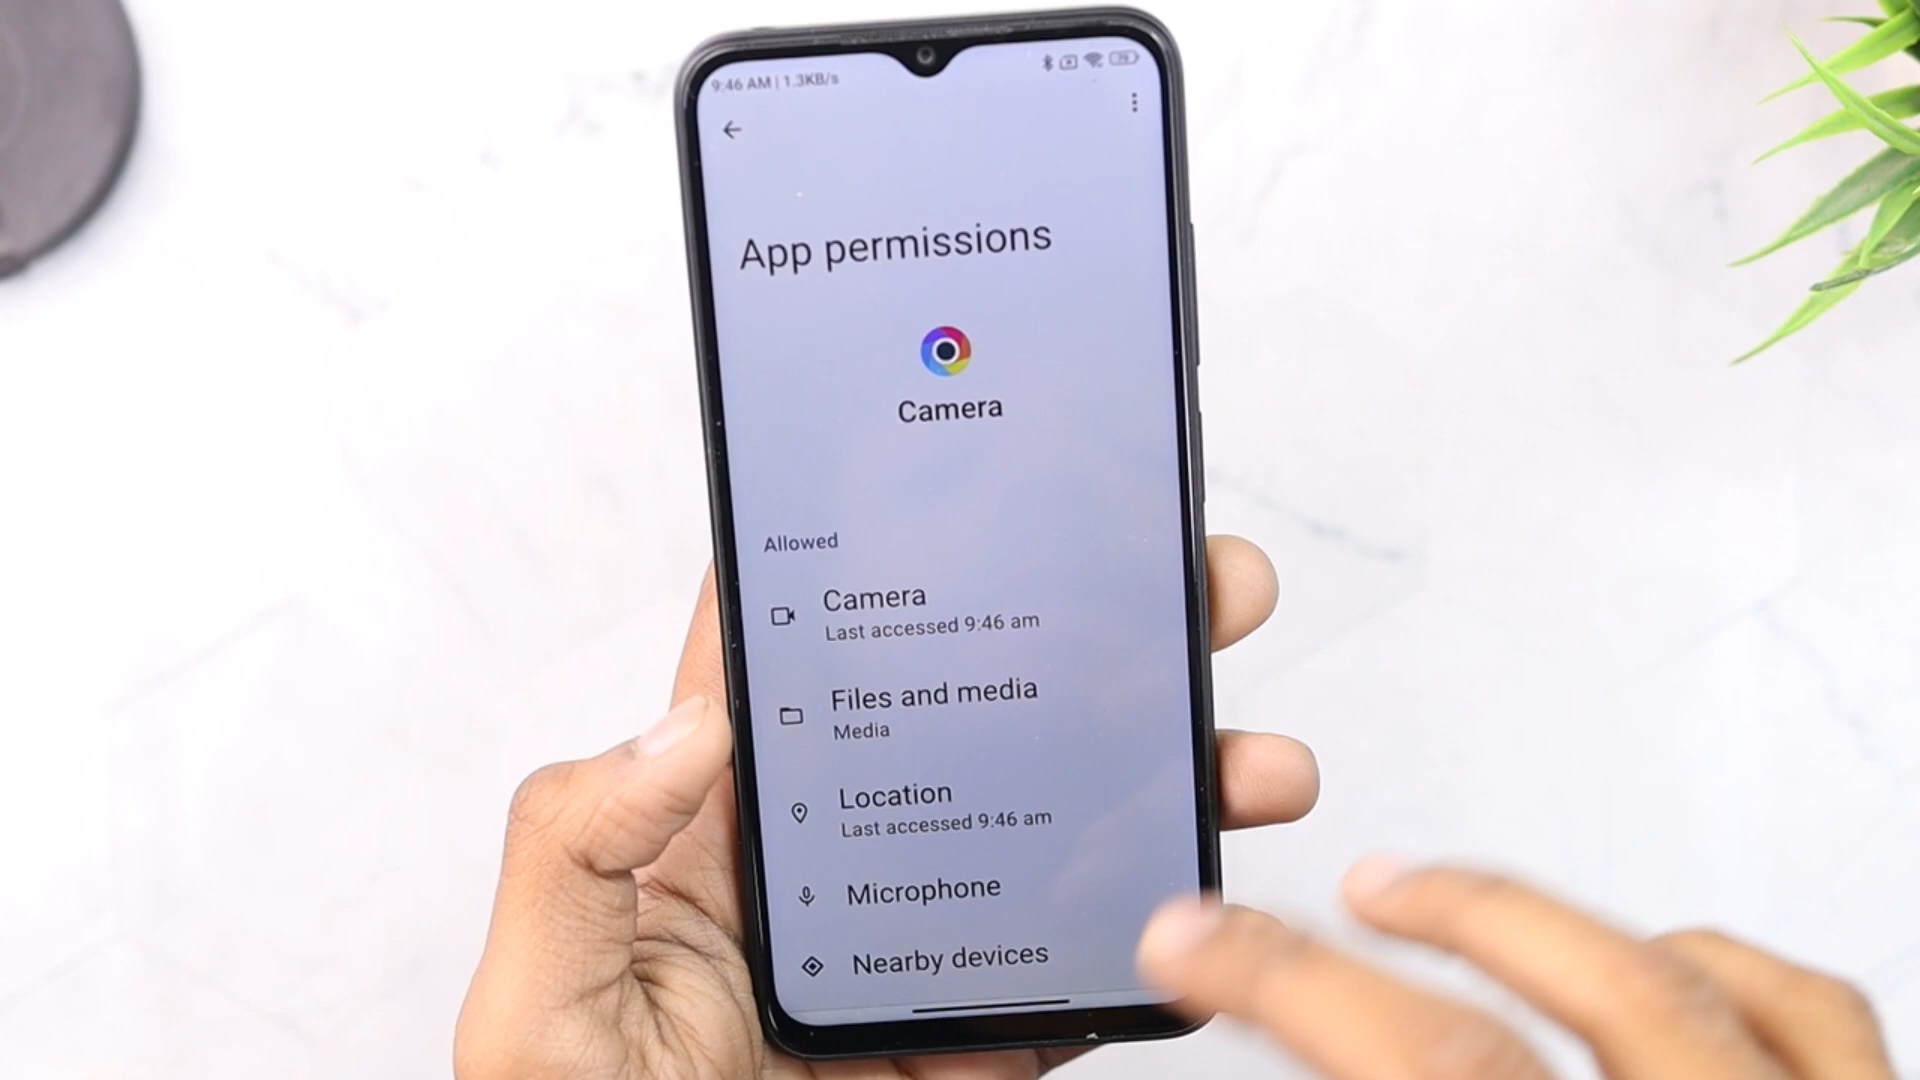 9:46 AM | 1.3KB/s
App permissions
Camera
Allowed
Camera
Last accessed 9:46 am
Files and media
Media
Location
Last accessed 9:46 am
Microphone
Nearby devices